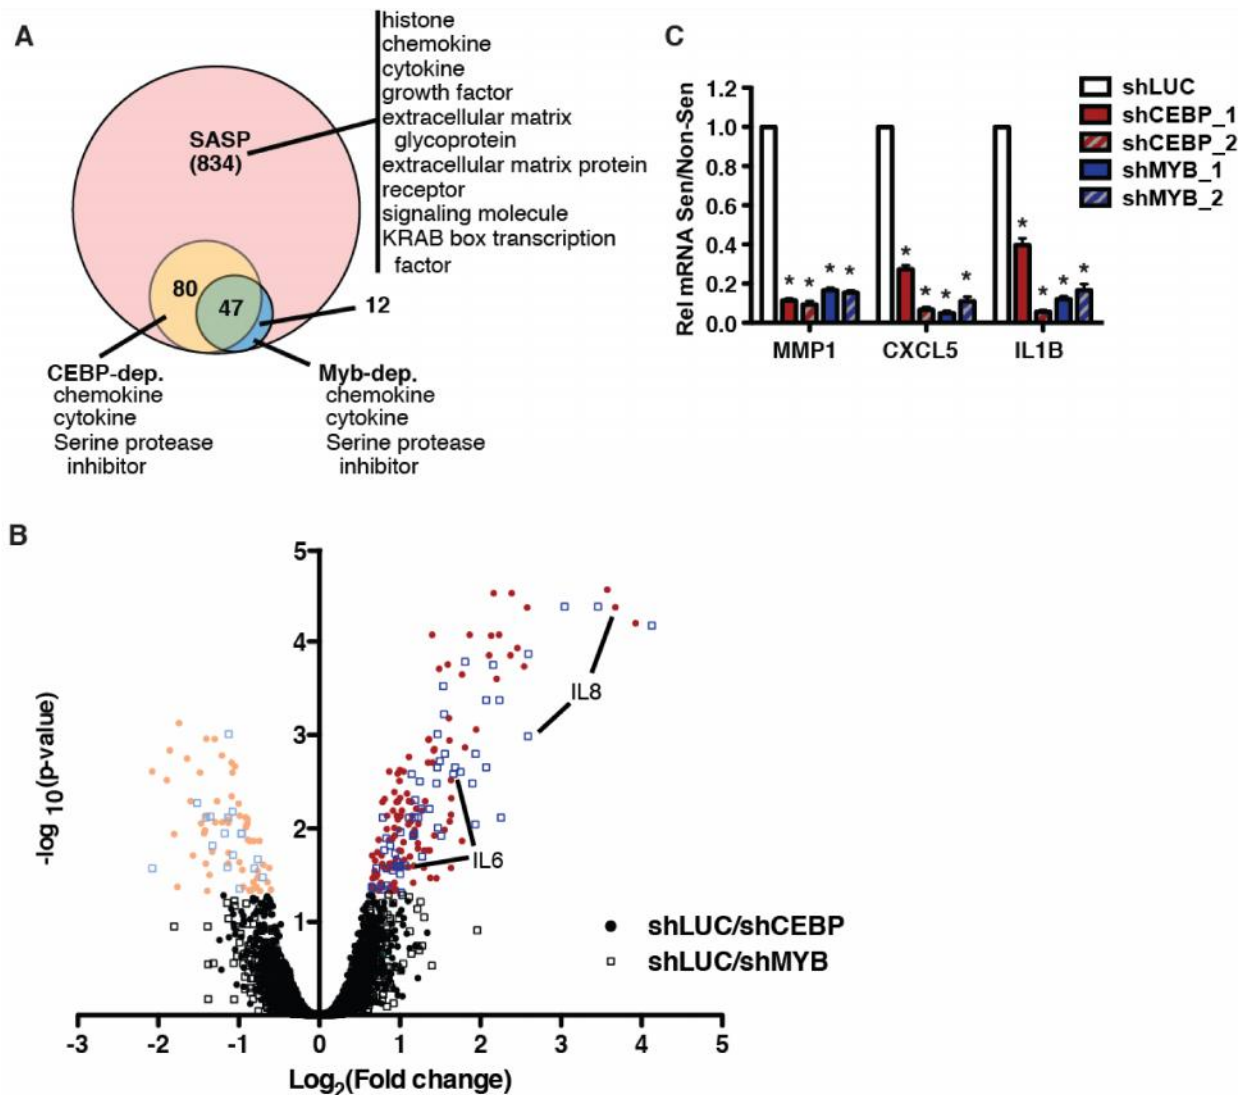 A
histone
chemokine
cytokine
growth factor
extracellular matrix
glycoprotein
extracellular matrix protein
receptor
signaling molecule
KRAB box transcription
factor
SASP
(834)
80
47
12
CEBP-dep.
chemokine
cytokine
Serine protease
inhibitor
Myb-dep.
chemokine
cytokine
Serine protease
inhibitor
C
Rel mRNA Sen/Non-Sen
1.2
1.0
0.8
0.6
0.4
0.2
0.0
* * * *
* * * *
* * * *
MMP1 CXCL5 IL1B
shLUC
shCEBP_1
shCEBP_2
shMYB_1
shMYB_2
B
-log 10(p-value)
5
4
3
2
1
IL8
IL6
shLUC/shCEBP
shLUC/shMYB
-3 -2 -1 0 1 2 3 4 5
Log2(Fold change)